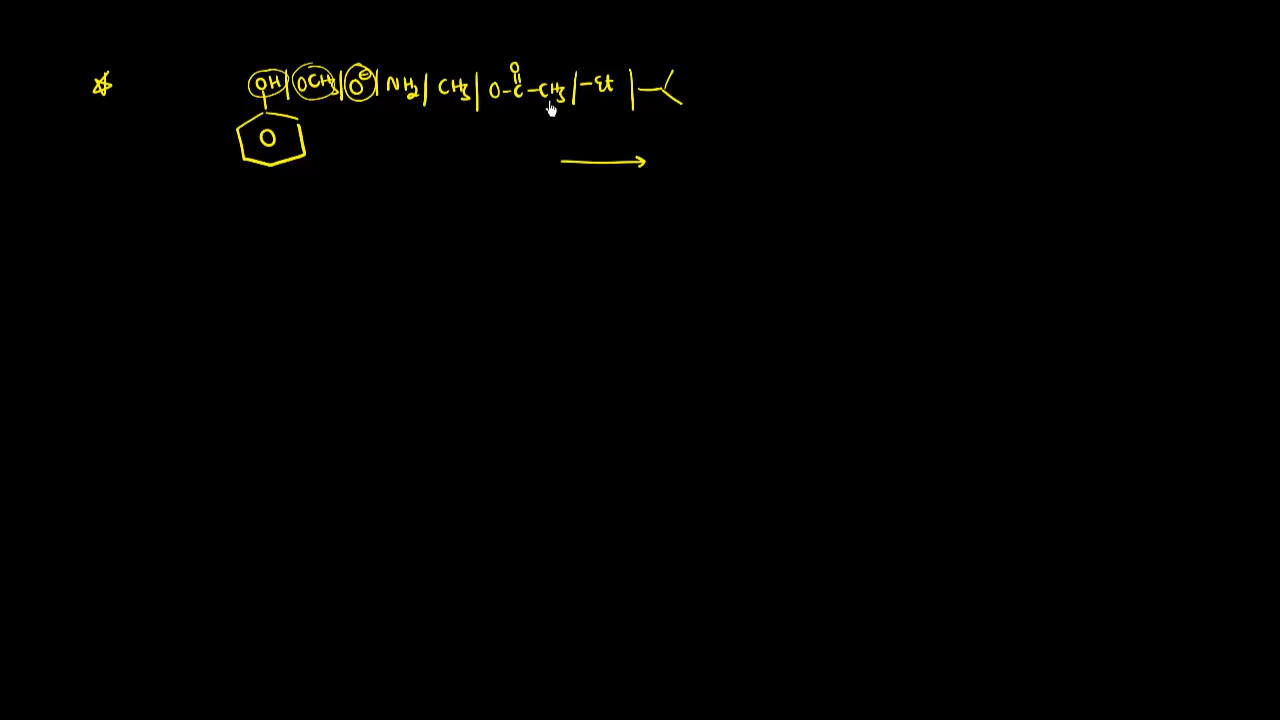 OH | OCH₃ | O⊖ | NH₂ | CH₃ | O-C(=O)-CH₃ | -Et |